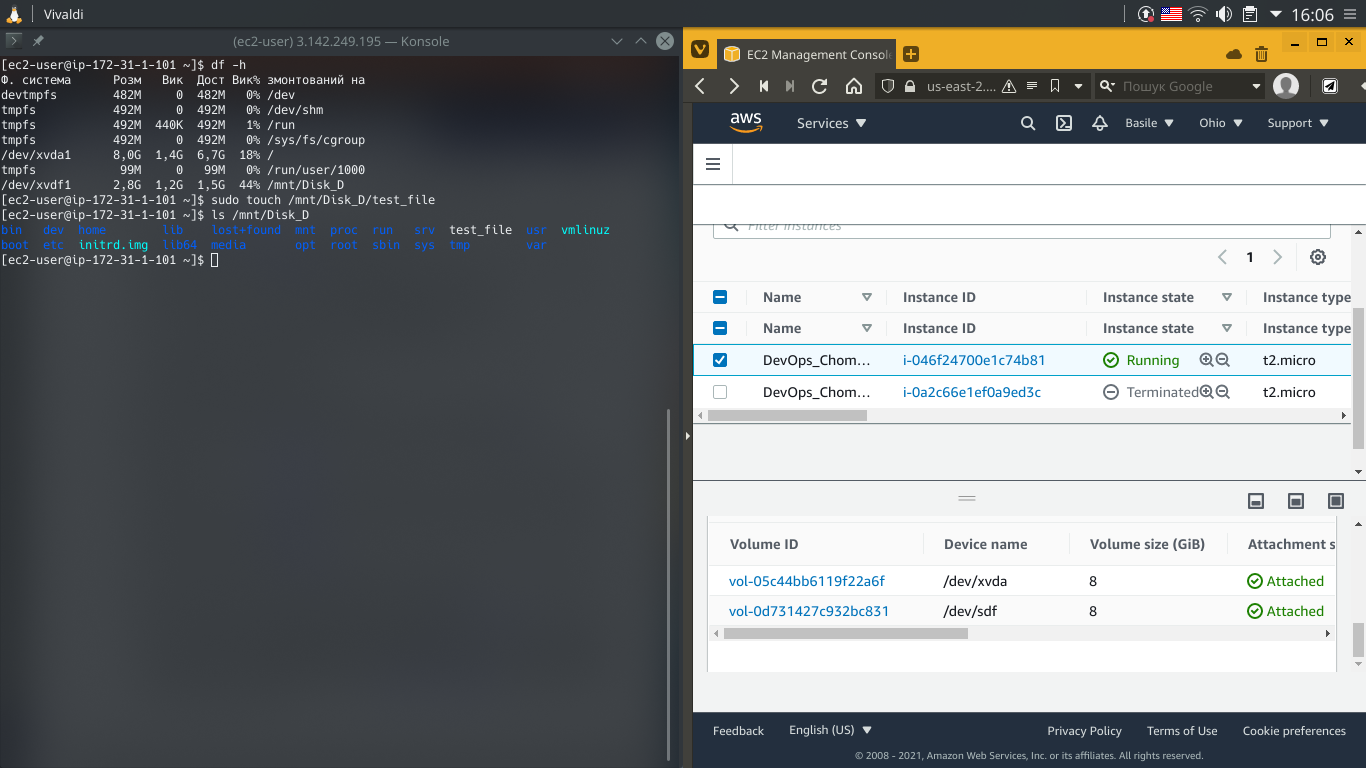 Vivaldi
16:06
(ec2-user) 3.142.249.195 — Konsole
[ec2-user@ip-172-31-1-101 ~]$ df -h
Ф. система Розм Вик Дост Вик% змонтований на
devtmpfs 482M 0 482M 0% /dev
tmpfs 492M 0 492M 0% /dev/shm
tmpfs 492M 440K 492M 1% /run
tmpfs 492M 0 492M 0% /sys/fs/cgroup
/dev/xvda1 8,0G 1,4G 6,7G 18% /
tmpfs 99M 0 99M 0% /run/user/1000
/dev/xvdf1 2,8G 1,2G 1,5G 44% /mnt/Disk_D
[ec2-user@ip-172-31-1-101 ~]$ sudo touch /mnt/Disk_D/test_file
[ec2-user@ip-172-31-1-101 ~]$ ls /mnt/Disk_D
bin dev home lib lost+found mnt proc run srv test_file usr vmlinuz
boot etc initrd.img lib64 media opt root sbin sys tmp var
[ec2-user@ip-172-31-1-101 ~]$
EC2 Management Console
us-east-2.... Пошук Google
aws Services Basile Ohio Support
Filter instances
1
Name Instance ID Instance state Instance type
Name Instance ID Instance state Instance type
DevOps_Chom... i-046f24700e1c74b81 Running t2.micro
DevOps_Chom... i-0a2c66e1ef0a9ed3c Terminated t2.micro
Volume ID Device name Volume size (GiB) Attachment s
vol-05c44bb6119f22a6f /dev/xvda 8 Attached
vol-0d731427c932bc831 /dev/sdf 8 Attached
Feedback English (US) Privacy Policy Terms of Use Cookie preferences
© 2008 - 2021, Amazon Web Services, Inc. or its affiliates. All rights reserved.